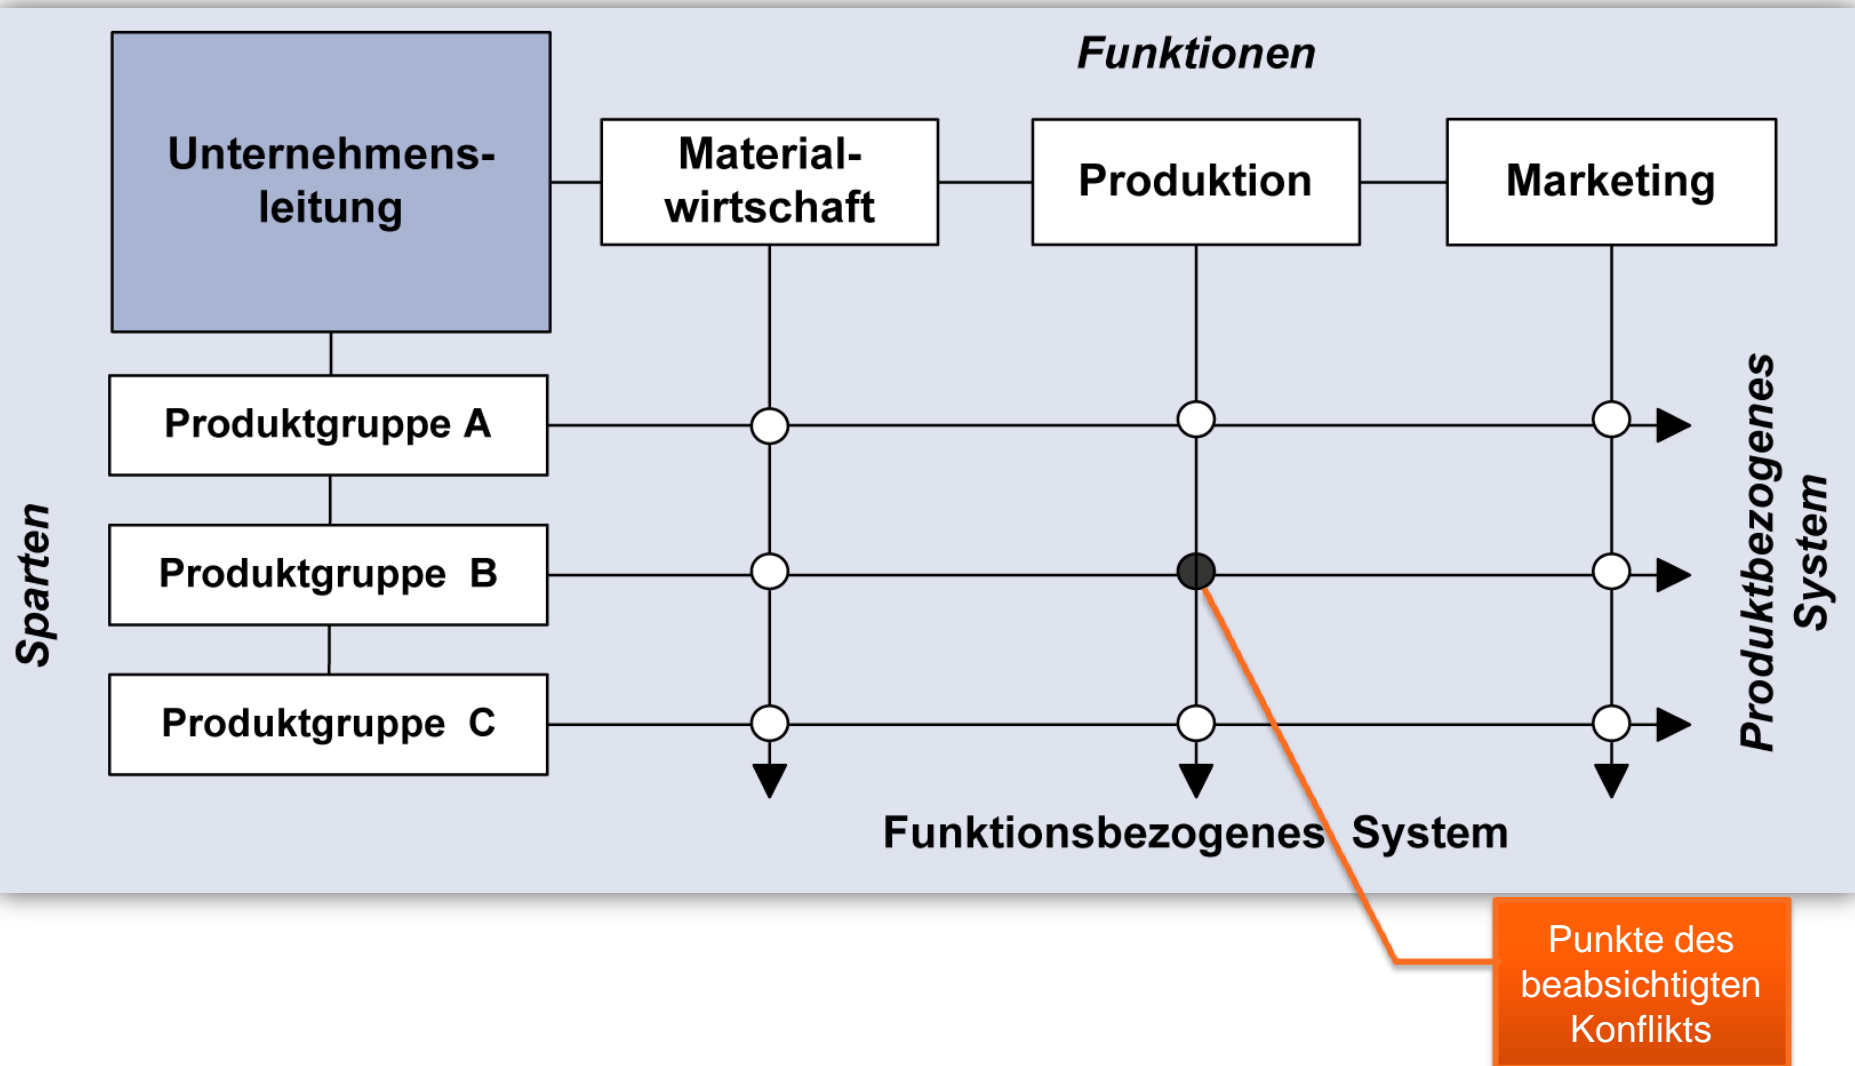 Funktionen
Unternehmens-
leitung
Material-
wirtschaft
Produktion
Marketing
Sparten
Produktgruppe A
Produktgruppe B
Produktgruppe C
Produktbezogenes
System
Funktionsbezogenes System
Punkte des
beabsichtigten
Konflikts